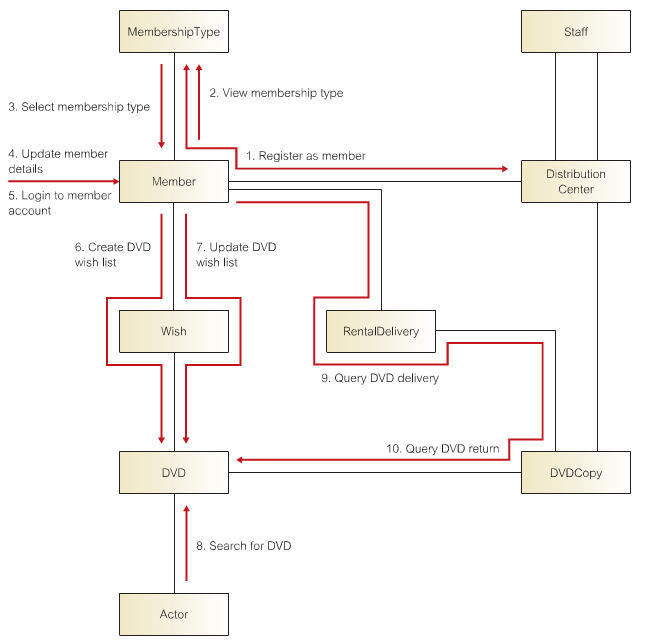 MembershipType
Staff
2. View membership type
3. Select membership type
1. Register as member
4. Update member
details
5. Login to member
account
Member
Distribution
Center
6. Create DVD
wish list
7. Update DVD
wish list
Wish
RentalDelivery
9. Query DVD delivery
10. Query DVD return
DVD
DVDCopy
8. Search for DVD
Actor